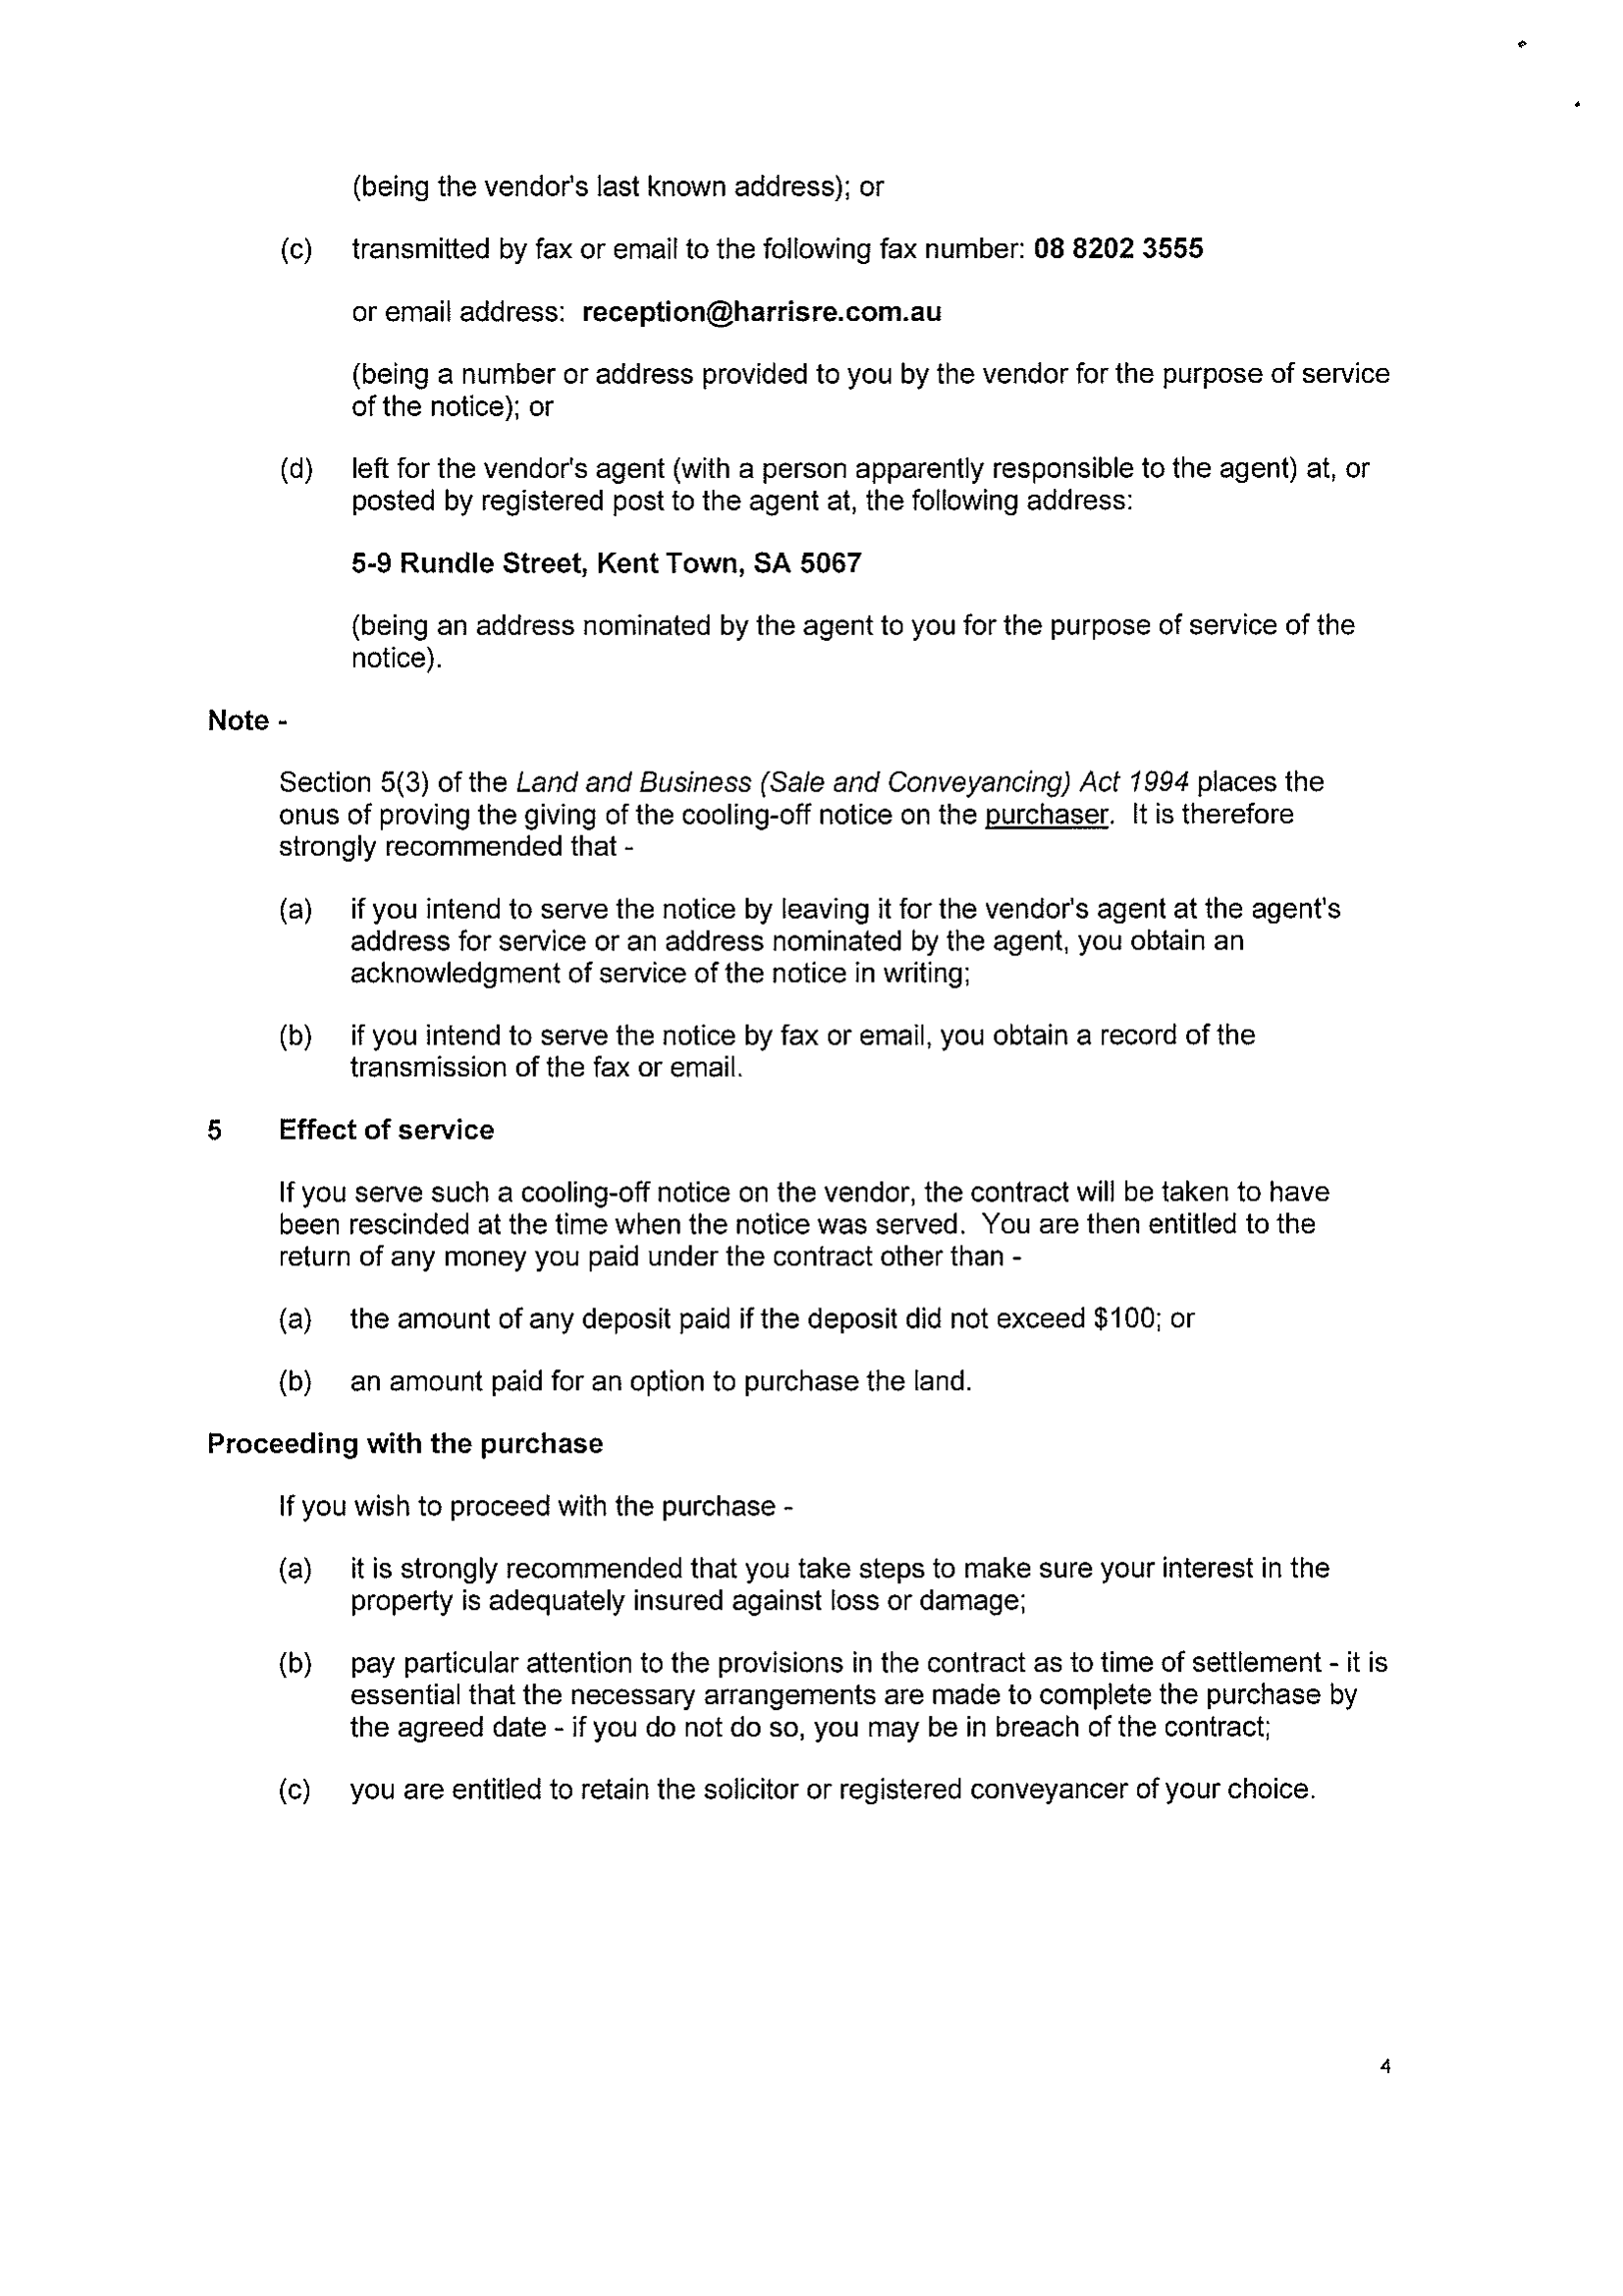 (being the vendor's last known address); or
(c) transmitted by fax or email to the following fax number: 08 8202 3555
or email address: reception@harrisre.com.au
(being a number or address provided to you by the vendor for the purpose of service
of the notice); or
(d) left for the vendor's agent (with a person apparently responsible to the agent) at, or
posted by registered post to the agent at, the following address:
5-9 Rundle Street, Kent Town, SA 5067
(being an address nominated by the agent to you for the purpose of service of the
notice).
Note -
Section 5(3) of the Land and Business (Sale and Conveyancing) Act 1994 places the
onus of proving the giving of the cooling-off notice on the purchaser. It is therefore
strongly recommended that -
(a) if you intend to serve the notice by leaving it for the vendor's agent at the agent's
address for service or an address nominated by the agent, you obtain an
acknowledgment of service of the notice in writing;
(b) if you intend to serve the notice by fax or email, you obtain a record of the
transmission of the fax or email.
5 Effect of service
If you serve such a cooling-off notice on the vendor, the contract will be taken to have
been rescinded at the time when the notice was served. You are then entitled to the
return of any money you paid under the contract other than -
(a) the amount of any deposit paid if the deposit did not exceed $100; or
(b) an amount paid for an option to purchase the land.
Proceeding with the purchase
If you wish to proceed with the purchase -
(a) it is strongly recommended that you take steps to make sure your interest in the
property is adequately insured against loss or damage;
(b) pay particular attention to the provisions in the contract as to time of settlement - it is
essential that the necessary arrangements are made to complete the purchase by
the agreed date - if you do not do so, you may be in breach of the contract;
(c) you are entitled to retain the solicitor or registered conveyancer of your choice.
4